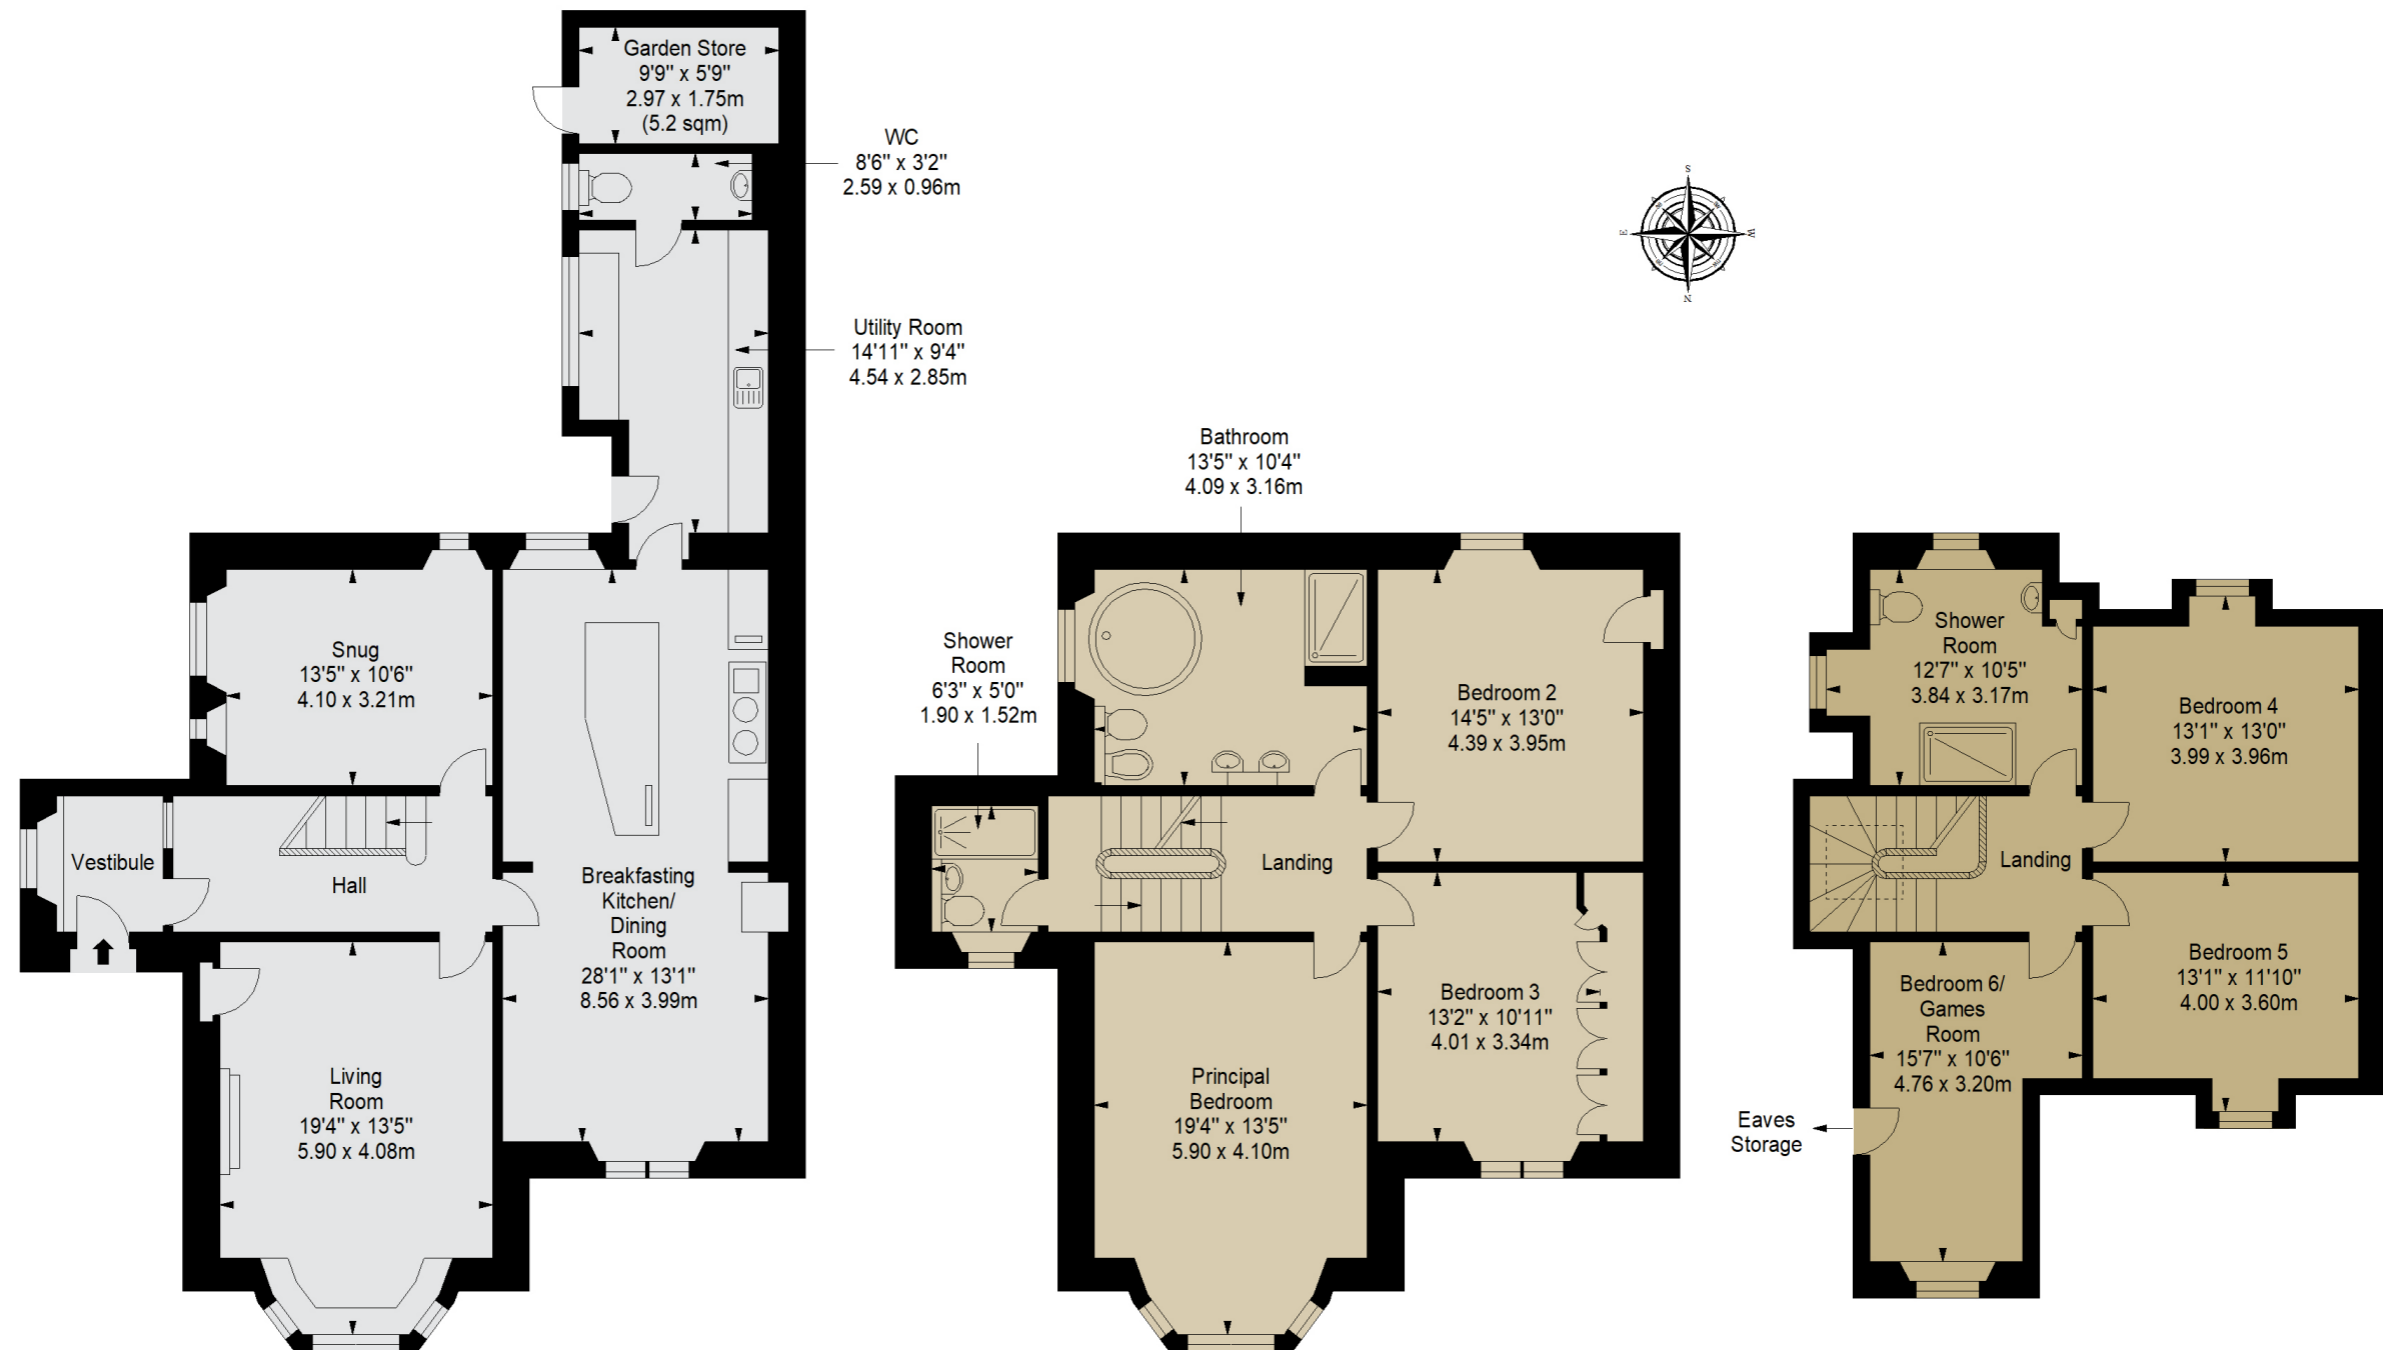 Garden Store
9'9" x 5'9"
2.97 x 1.75m
(5.2 sqm)
WC
8'6" x 3'2"
2.59 x 0.96m
Utility Room
14'11" x 9'4"
4.54 x 2.85m
Snug
13'5" x 10'6"
4.10 x 3.21m
Vestibule
Hall
Breakfasting
Kitchen/
Dining
Room
28'1" x 13'1"
8.56 x 3.99m
Living
Room
19'4" x 13'5"
5.90 x 4.08m
S
E
W
N
Bathroom
13'5" x 10'4"
4.09 x 3.16m
Shower
Room
6'3" x 5'0"
1.90 x 1.52m
Bedroom 2
14'5" x 13'0"
4.39 x 3.95m
Landing
Bedroom 3
13'2" x 10'11"
4.01 x 3.34m
Principal
Bedroom
19'4" x 13'5"
5.90 x 4.10m
Shower
Room
12'7" x 10'5"
3.84 x 3.17m
Bedroom 4
13'1" x 13'0"
3.99 x 3.96m
Landing
Bedroom 5
13'1" x 11'10"
4.00 x 3.60m
Bedroom 6/
Games
Room
15'7" x 10'6"
4.76 x 3.20m
Eaves
Storage